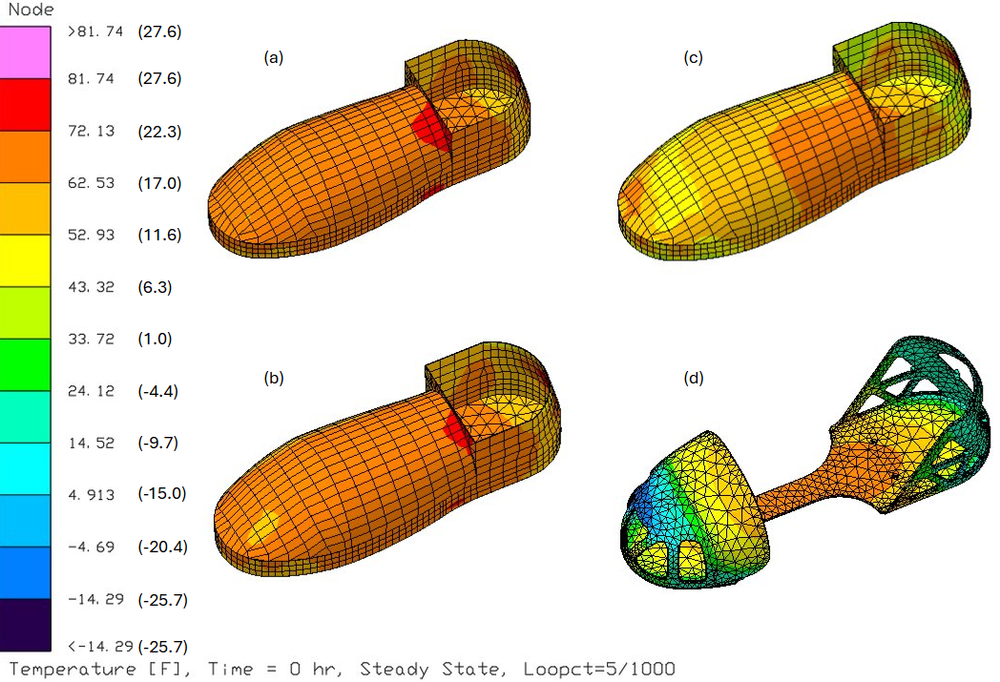 Node
>81.74 (27.6)
(a)
(c)
81.74 (27.6)
72.13 (22.3)
62.53 (17.0)
52.93 (11.6)
43.32 (6.3)
33.72 (1.0)
(b)
(d)
24.12 (-4.4)
14.52 (-9.7)
4.913 (-15.0)
-4.69 (-20.4)
-14.29 (-25.7)
<-14.29 (-25.7)
Temperature [F], Time = 0 hr, Steady State, Loopct=5/1000